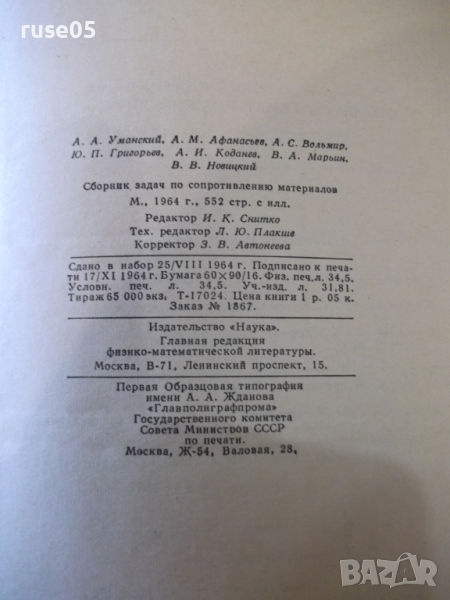 ruse05
А. А. Уманский, А. М. Афанасьев, А. С. Вольмир,
Ю. П. Григорьев, А. И. Коданев, В. А. Марьин,
В. В. Новицкий
Сборник задач по сопротивлению материалов
М., 1964 г., 552 стр. с илл.
Редактор И. К. Снитко
Тех. редактор Л. Ю. Плакше
Корректор З. В. Автонеева
Сдано в набор 25/VIII 1964 г. Подписано к печа-
ти 17/XI 1964 г. Бумага 60×90/16. Физ. печ.л. 34,5.
Условн. печ. л. 34,5. Уч.-изд. л. 31,81.
Тираж 65 000 экз. Т-17024. Цена книги 1 р. 05 к.
Заказ № 1867.
Издательство «Наука».
Главная редакция
физико-математической литературы.
Москва, В-71, Ленинский проспект, 15.
Первая Образцовая типография
имени А. А. Жданова
«Главполиграфпрома»
Государственного комитета
Совета Министров СССР
по печати.
Москва, Ж-54, Валовая, 28,
BAZAR